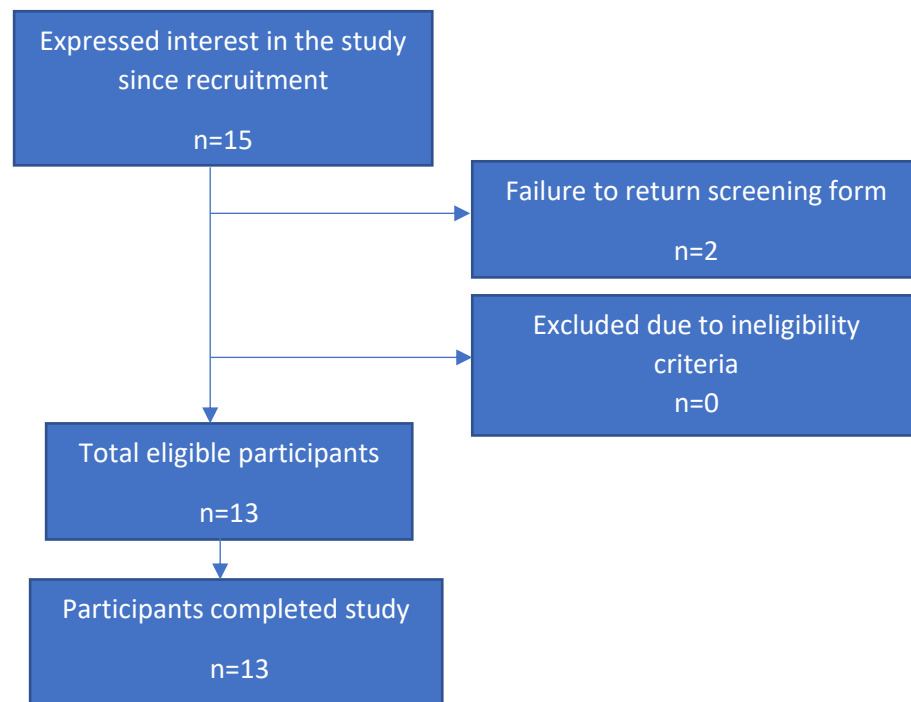 Expressed interest in the study
since recruitment
n=15
Failure to return screening form
n=2
Excluded due to ineligibility
criteria
n=0
Total eligible participants
n=13
Participants completed study
n=13